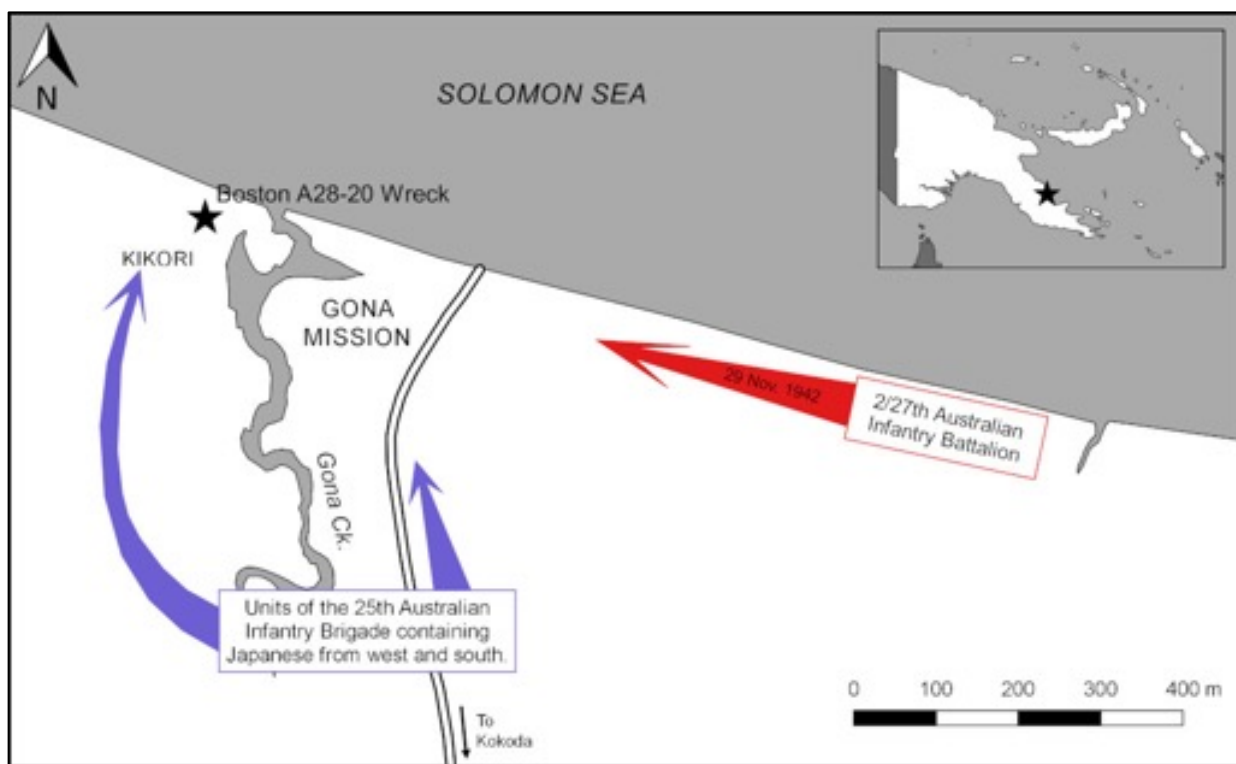 N
SOLOMON SEA
Boston A28-20 Wreck
KIKORI
GONA
MISSION
29 Nov. 1942
2/27th Australian
Infantry Battalion
Gona Ck.
Units of the 25th Australian
Infantry Brigade containing
Japanese from west and south.
To
Kokoda
0 100 200 300 400 m